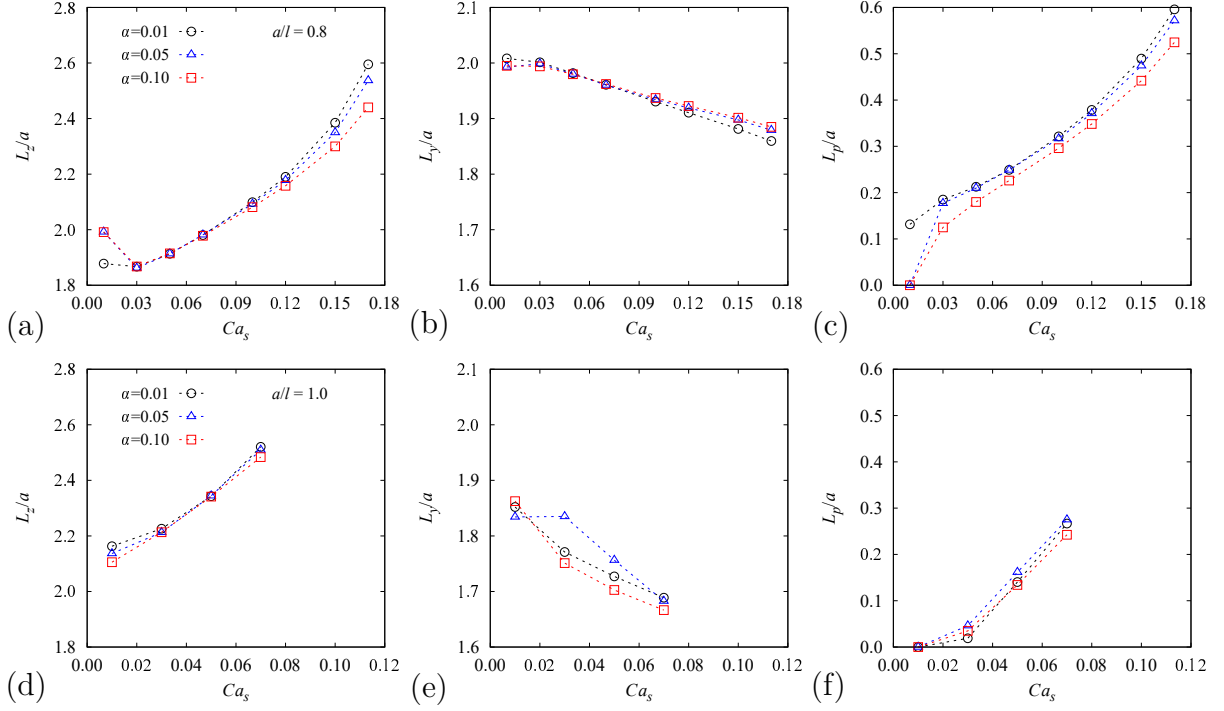 2.8
α=0.01
a/l = 0.8
α=0.05
α=0.10
2.6
2.4
2.2
2.0
1.8
L_z/a
0.00 0.03 0.06 0.09 0.12 0.15 0.18
Ca_s
(a)
2.1
2.0
1.9
1.8
1.7
1.6
L_y/a
0.00 0.03 0.06 0.09 0.12 0.15 0.18
Ca_s
(b)
0.6
0.5
0.4
0.3
0.2
0.1
0.0
L_p/a
0.00 0.03 0.06 0.09 0.12 0.15 0.18
Ca_s
(c)
2.8
α=0.01
a/l = 1.0
α=0.05
α=0.10
2.6
2.4
2.2
2.0
1.8
L_z/a
0.00 0.02 0.04 0.06 0.08 0.10 0.12
Ca_s
(d)
2.1
2.0
1.9
1.8
1.7
1.6
L_y/a
0.00 0.02 0.04 0.06 0.08 0.10 0.12
Ca_s
(e)
0.6
0.5
0.4
0.3
0.2
0.1
0.0
L_p/a
0.00 0.02 0.04 0.06 0.08 0.10 0.12
Ca_s
(f)